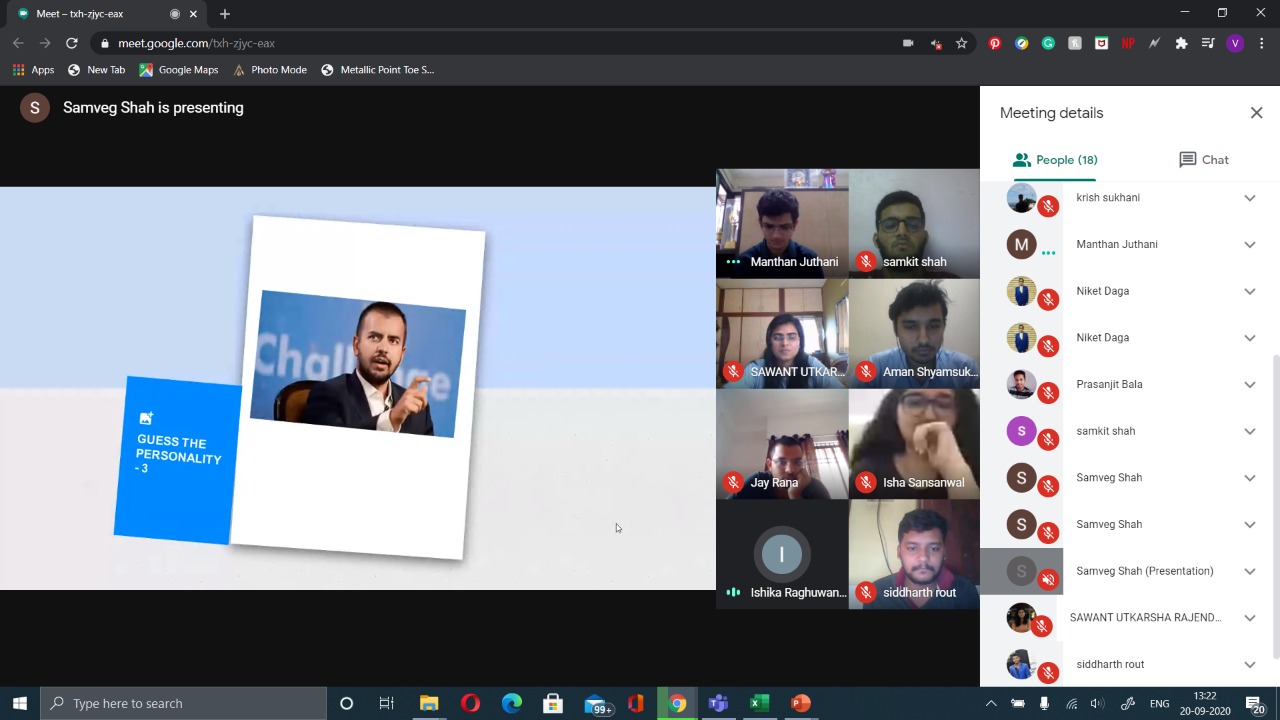 Meet – txh-zjyc-eax
meet.google.com/txh-zjyc-eax
Apps
New Tab
Google Maps
Photo Mode
Metallic Point Toe S...
NP
V
S
Samveg Shah is presenting
GUESS THE
PERSONALITY
- 3
Manthan Juthani
samkit shah
SAWANT UTKAR...
Aman Shyamsuk...
Jay Rana
Isha Sansanwal
I
Ishika Raghuwan...
siddharth rout
Meeting details
People (18)
Chat
krish sukhani
M
Manthan Juthani
Niket Daga
Niket Daga
Prasanjit Bala
S
samkit shah
S
Samveg Shah
S
Samveg Shah
S
Samveg Shah (Presentation)
SAWANT UTKARSHA RAJEND...
siddharth rout
Type here to search
99+
ENG
13:22
20-09-2020
20